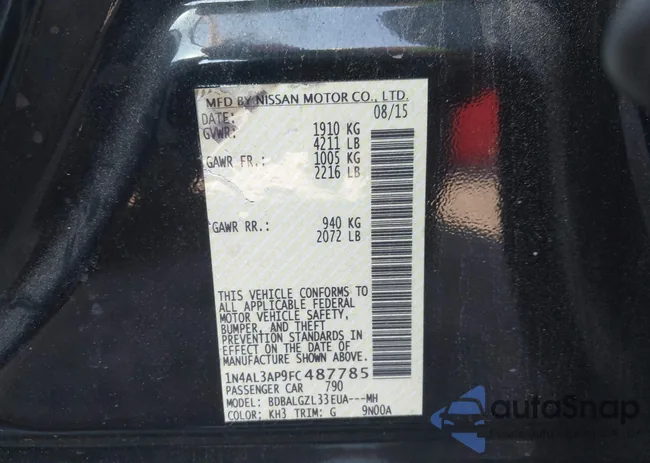 MFD BY NISSAN MOTOR CO., LTD.
DATE: 08/15
GVWR: 1910 KG
4211 LB
GAWR FR.: 1005 KG
2216 LB
GAWR RR.: 940 KG
2072 LB
THIS VEHICLE CONFORMS TO
ALL APPLICABLE FEDERAL
MOTOR VEHICLE SAFETY,
BUMPER, AND THEFT
PREVENTION STANDARDS IN
EFFECT ON THE DATE OF
MANUFACTURE SHOWN ABOVE.
1N4AL3AP9FC487785
PASSENGER CAR 790
MODEL: BDBALGZL33EUA---MH
COLOR: KH3 TRIM: G 9N00A
autoSnap